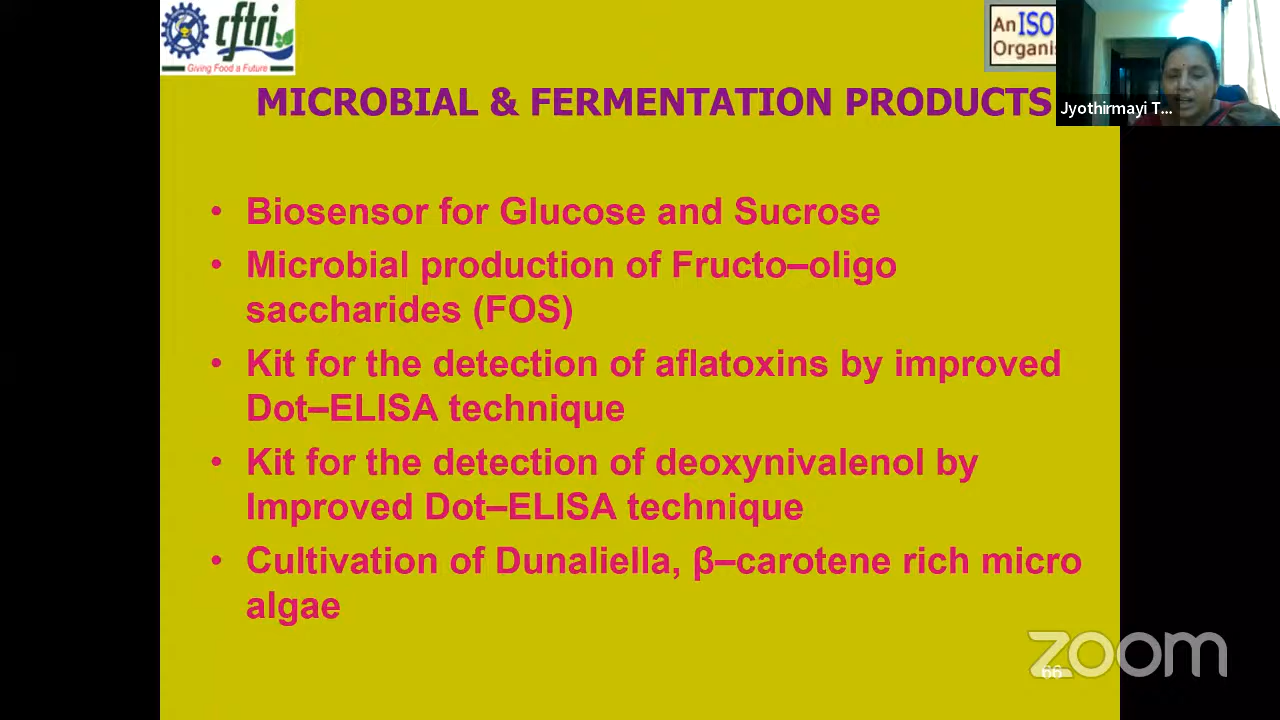 cftri
Giving Food a Future
An ISO
Organis
Jyothirmayi T...
MICROBIAL & FERMENTATION PRODUCTS
• Biosensor for Glucose and Sucrose
• Microbial production of Fructo–oligo
saccharides (FOS)
• Kit for the detection of aflatoxins by improved
Dot–ELISA technique
• Kit for the detection of deoxynivalenol by
Improved Dot–ELISA technique
• Cultivation of Dunaliella, β–carotene rich micro
algae
zoom
66